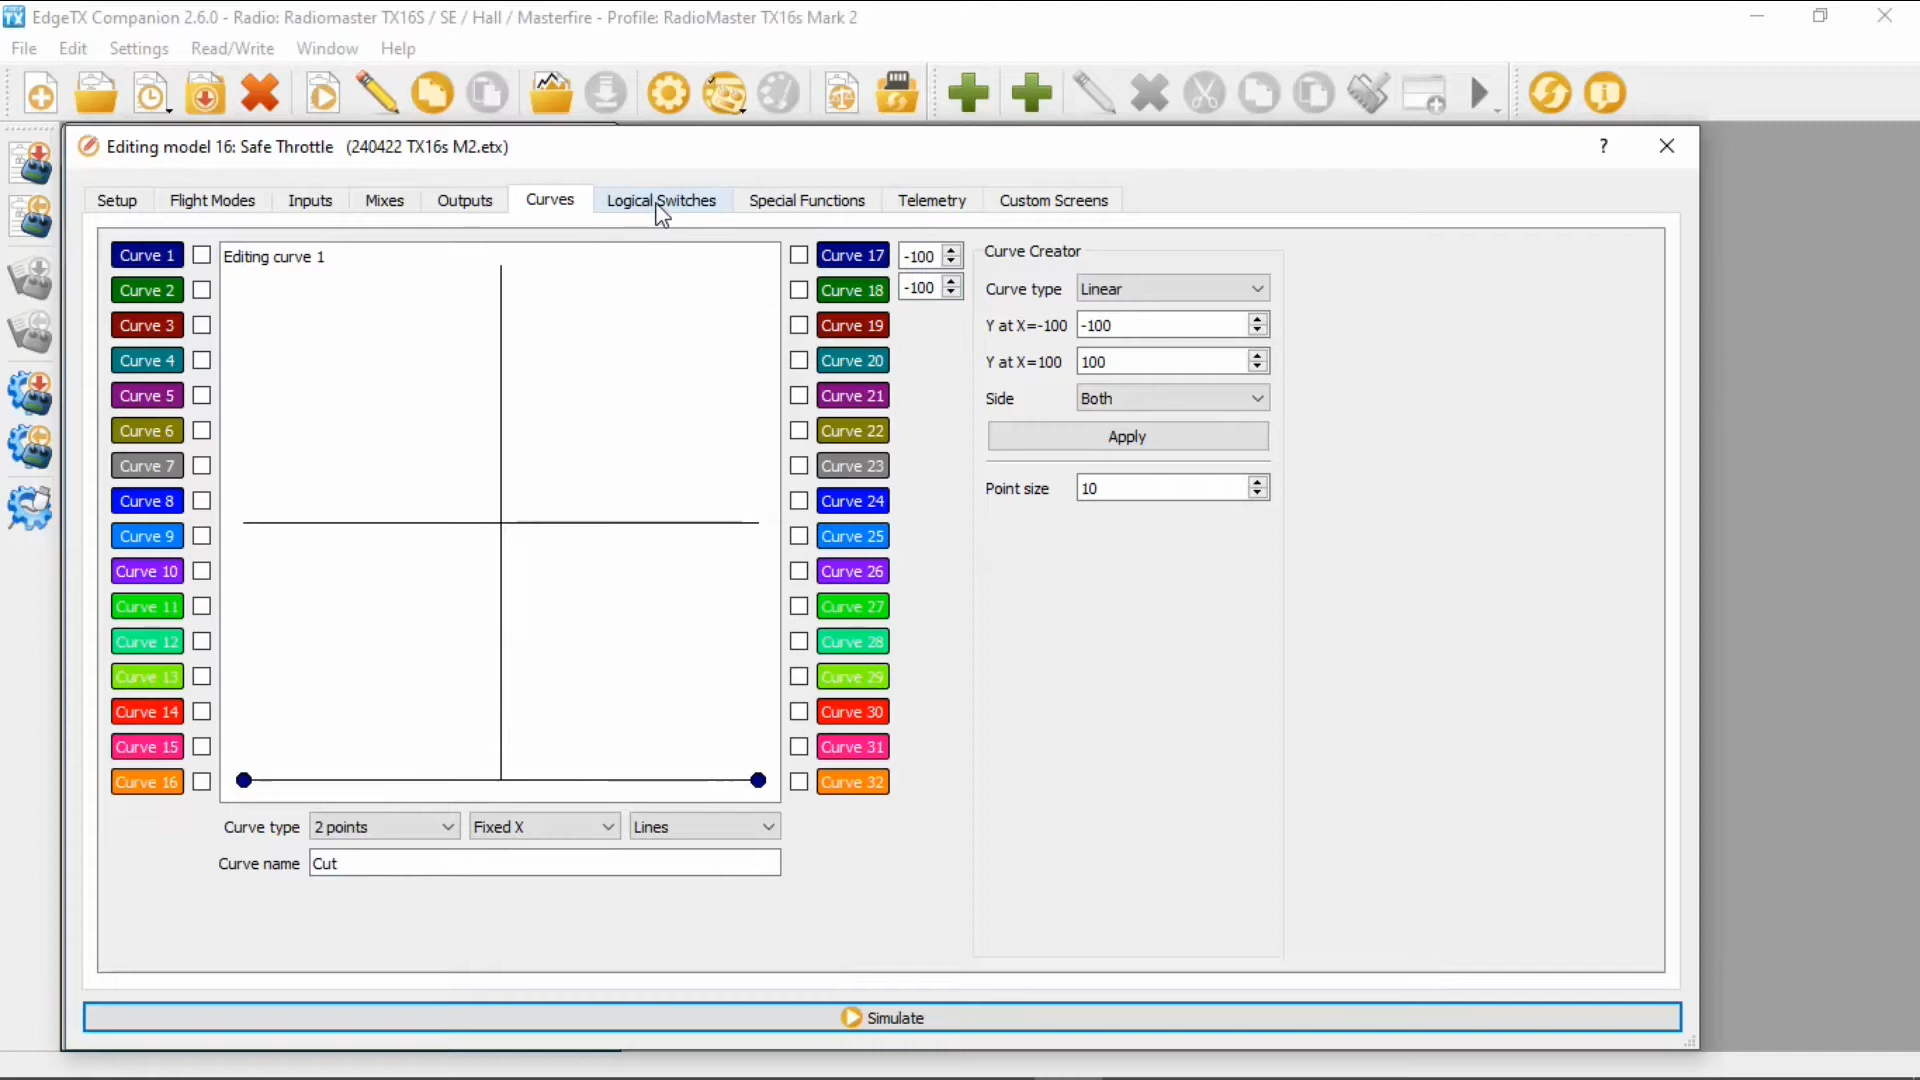 EdgeTX Companion 2.6.0 - Radio: Radiomaster TX16S / SE / Hall / Masterfire - Profile: RadioMaster TX16s Mark 2
File Edit Settings Read/Write Window Help
Editing model 16: Safe Throttle (240422 TX16s M2.etx)
Setup Flight Modes Inputs Mixes Outputs Curves Logical Switches Special Functions Telemetry Custom Screens
Curve 1 Editing curve 1 Curve 17 -100 Curve Creator
Curve 2 Curve 18 -100 Curve type Linear
Curve 3 Curve 19 Y at X=-100 -100
Curve 4 Curve 20 Y at X=100 100
Curve 5 Curve 21 Side Both
Curve 6 Curve 22 Apply
Curve 7 Curve 23
Curve 8 Curve 24 Point size 10
Curve 9 Curve 25
Curve 10 Curve 26
Curve 11 Curve 27
Curve 12 Curve 28
Curve 13 Curve 29
Curve 14 Curve 30
Curve 15 Curve 31
Curve 16 Curve 32
Curve type 2 points Fixed X Lines
Curve name Cut
Simulate